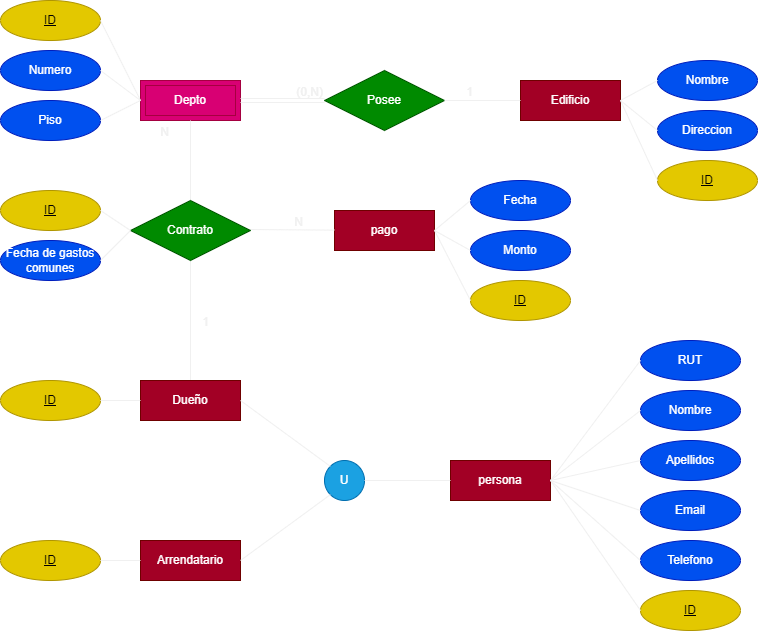 ID
Numero
Piso
Depto
(0,N)
Posee
1
Edificio
Nombre
Direccion
ID
N
ID
Fecha de gastos
comunes
Contrato
N
pago
Fecha
Monto
ID
1
ID
Dueño
U
persona
RUT
Nombre
Apellidos
Email
Telefono
ID
ID
Arrendatario